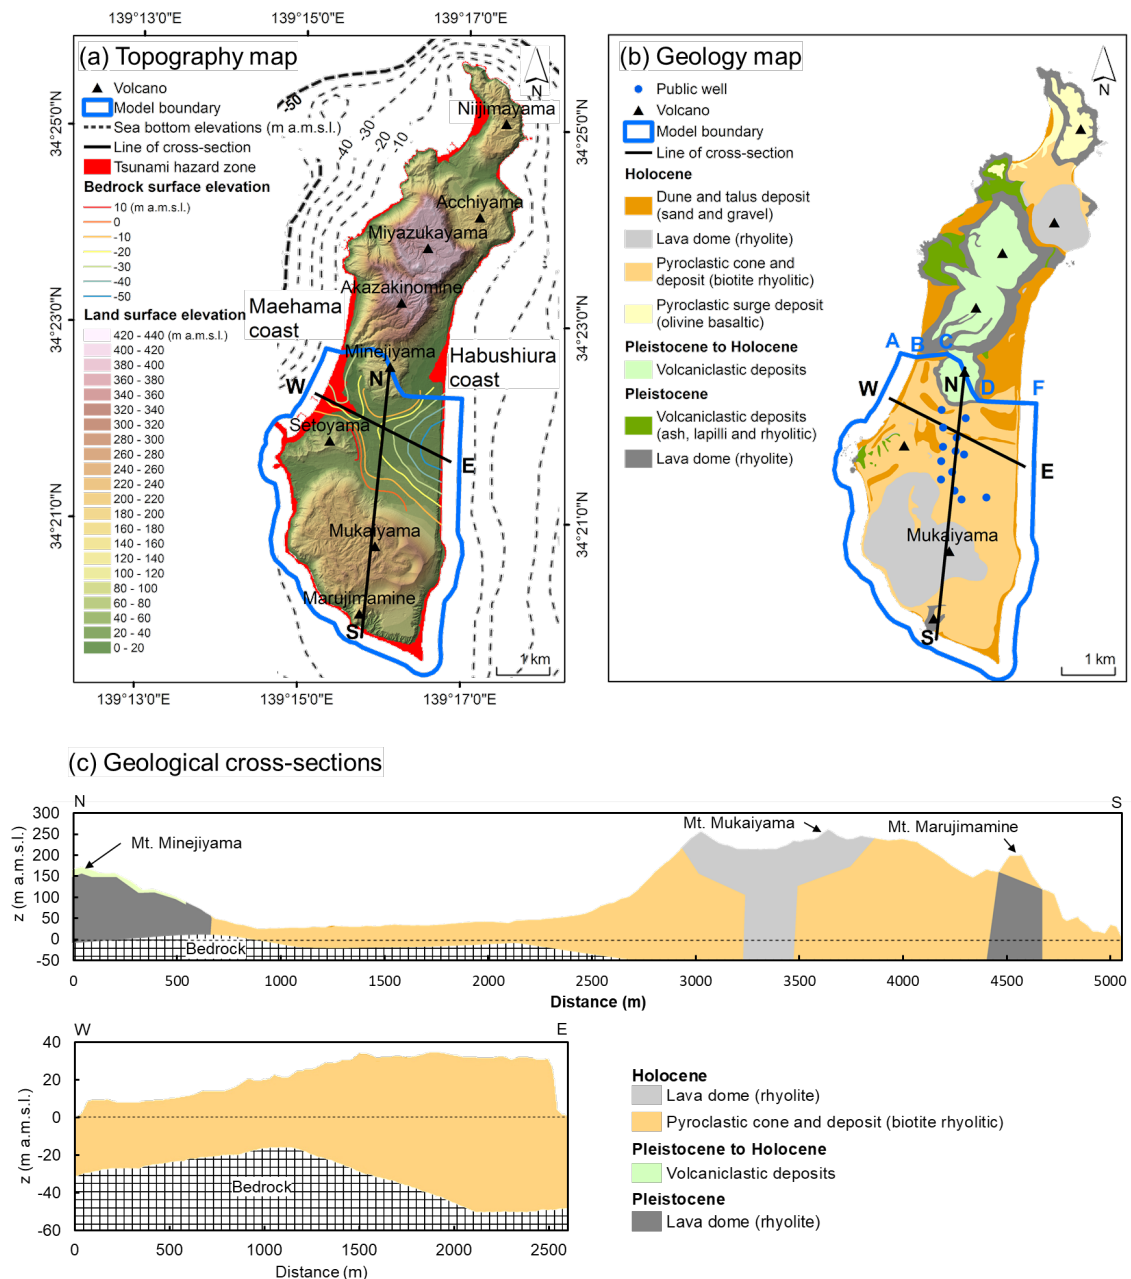 139°13'0"E 139°15'0"E 139°17'0"E
(a) Topography map
Volcano
Model boundary
Sea bottom elevations (m a.m.s.l.)
Line of cross-section
Tsunami hazard zone
Bedrock surface elevation
10 (m a.m.s.l.)
0
-10
-20
-30
-40
-50
Land surface elevation
420 - 440 (m a.m.s.l.)
400 - 420
380 - 400
360 - 380
340 - 360
320 - 340
300 - 320
280 - 300
260 - 280
240 - 260
220 - 240
200 - 220
180 - 200
160 - 180
140 - 160
120 - 140
100 - 120
80 - 100
60 - 80
40 - 60
20 - 40
0 - 20
-50
-40
-30
-20
-10
N
Niijimayama
Acchiyama
Miyazukayama
Akazakinomine
Maehama
coast
Minejiyama
Habushiura
coast
W
N
Setoyama
E
Mukaiyama
Marujimamine
S
1 km
34°25'0"N
34°23'0"N
34°21'0"N
34°25'0"N
34°23'0"N
34°21'0"N
139°13'0"E 139°15'0"E 139°17'0"E
(b) Geology map
Public well
Volcano
Model boundary
Line of cross-section
Holocene
Dune and talus deposit
(sand and gravel)
Lava dome (rhyolite)
Pyroclastic cone and
deposit (biotite rhyolitic)
Pyroclastic surge deposit
(olivine basaltic)
Pleistocene to Holocene
Volcaniclastic deposits
Pleistocene
Volcaniclastic deposits
(ash, lapilli and rhyolitic)
Lava dome (rhyolite)
N
A B C
W N D F
E
Mukaiyama
S
1 km
(c) Geological cross-sections
N S
300
250
200
150
100
50
0
-50
z (m a.m.s.l.)
Mt. Minejiyama
Mt. Mukaiyama
Mt. Marujimamine
Bedrock
0 500 1000 1500 2000 2500 3000 3500 4000 4500 5000
Distance (m)
W E
40
20
0
-20
-40
-60
z (m a.m.s.l.)
Bedrock
0 500 1000 1500 2000 2500
Distance (m)
Holocene
Lava dome (rhyolite)
Pyroclastic cone and deposit (biotite rhyolitic)
Pleistocene to Holocene
Volcaniclastic deposits
Pleistocene
Lava dome (rhyolite)